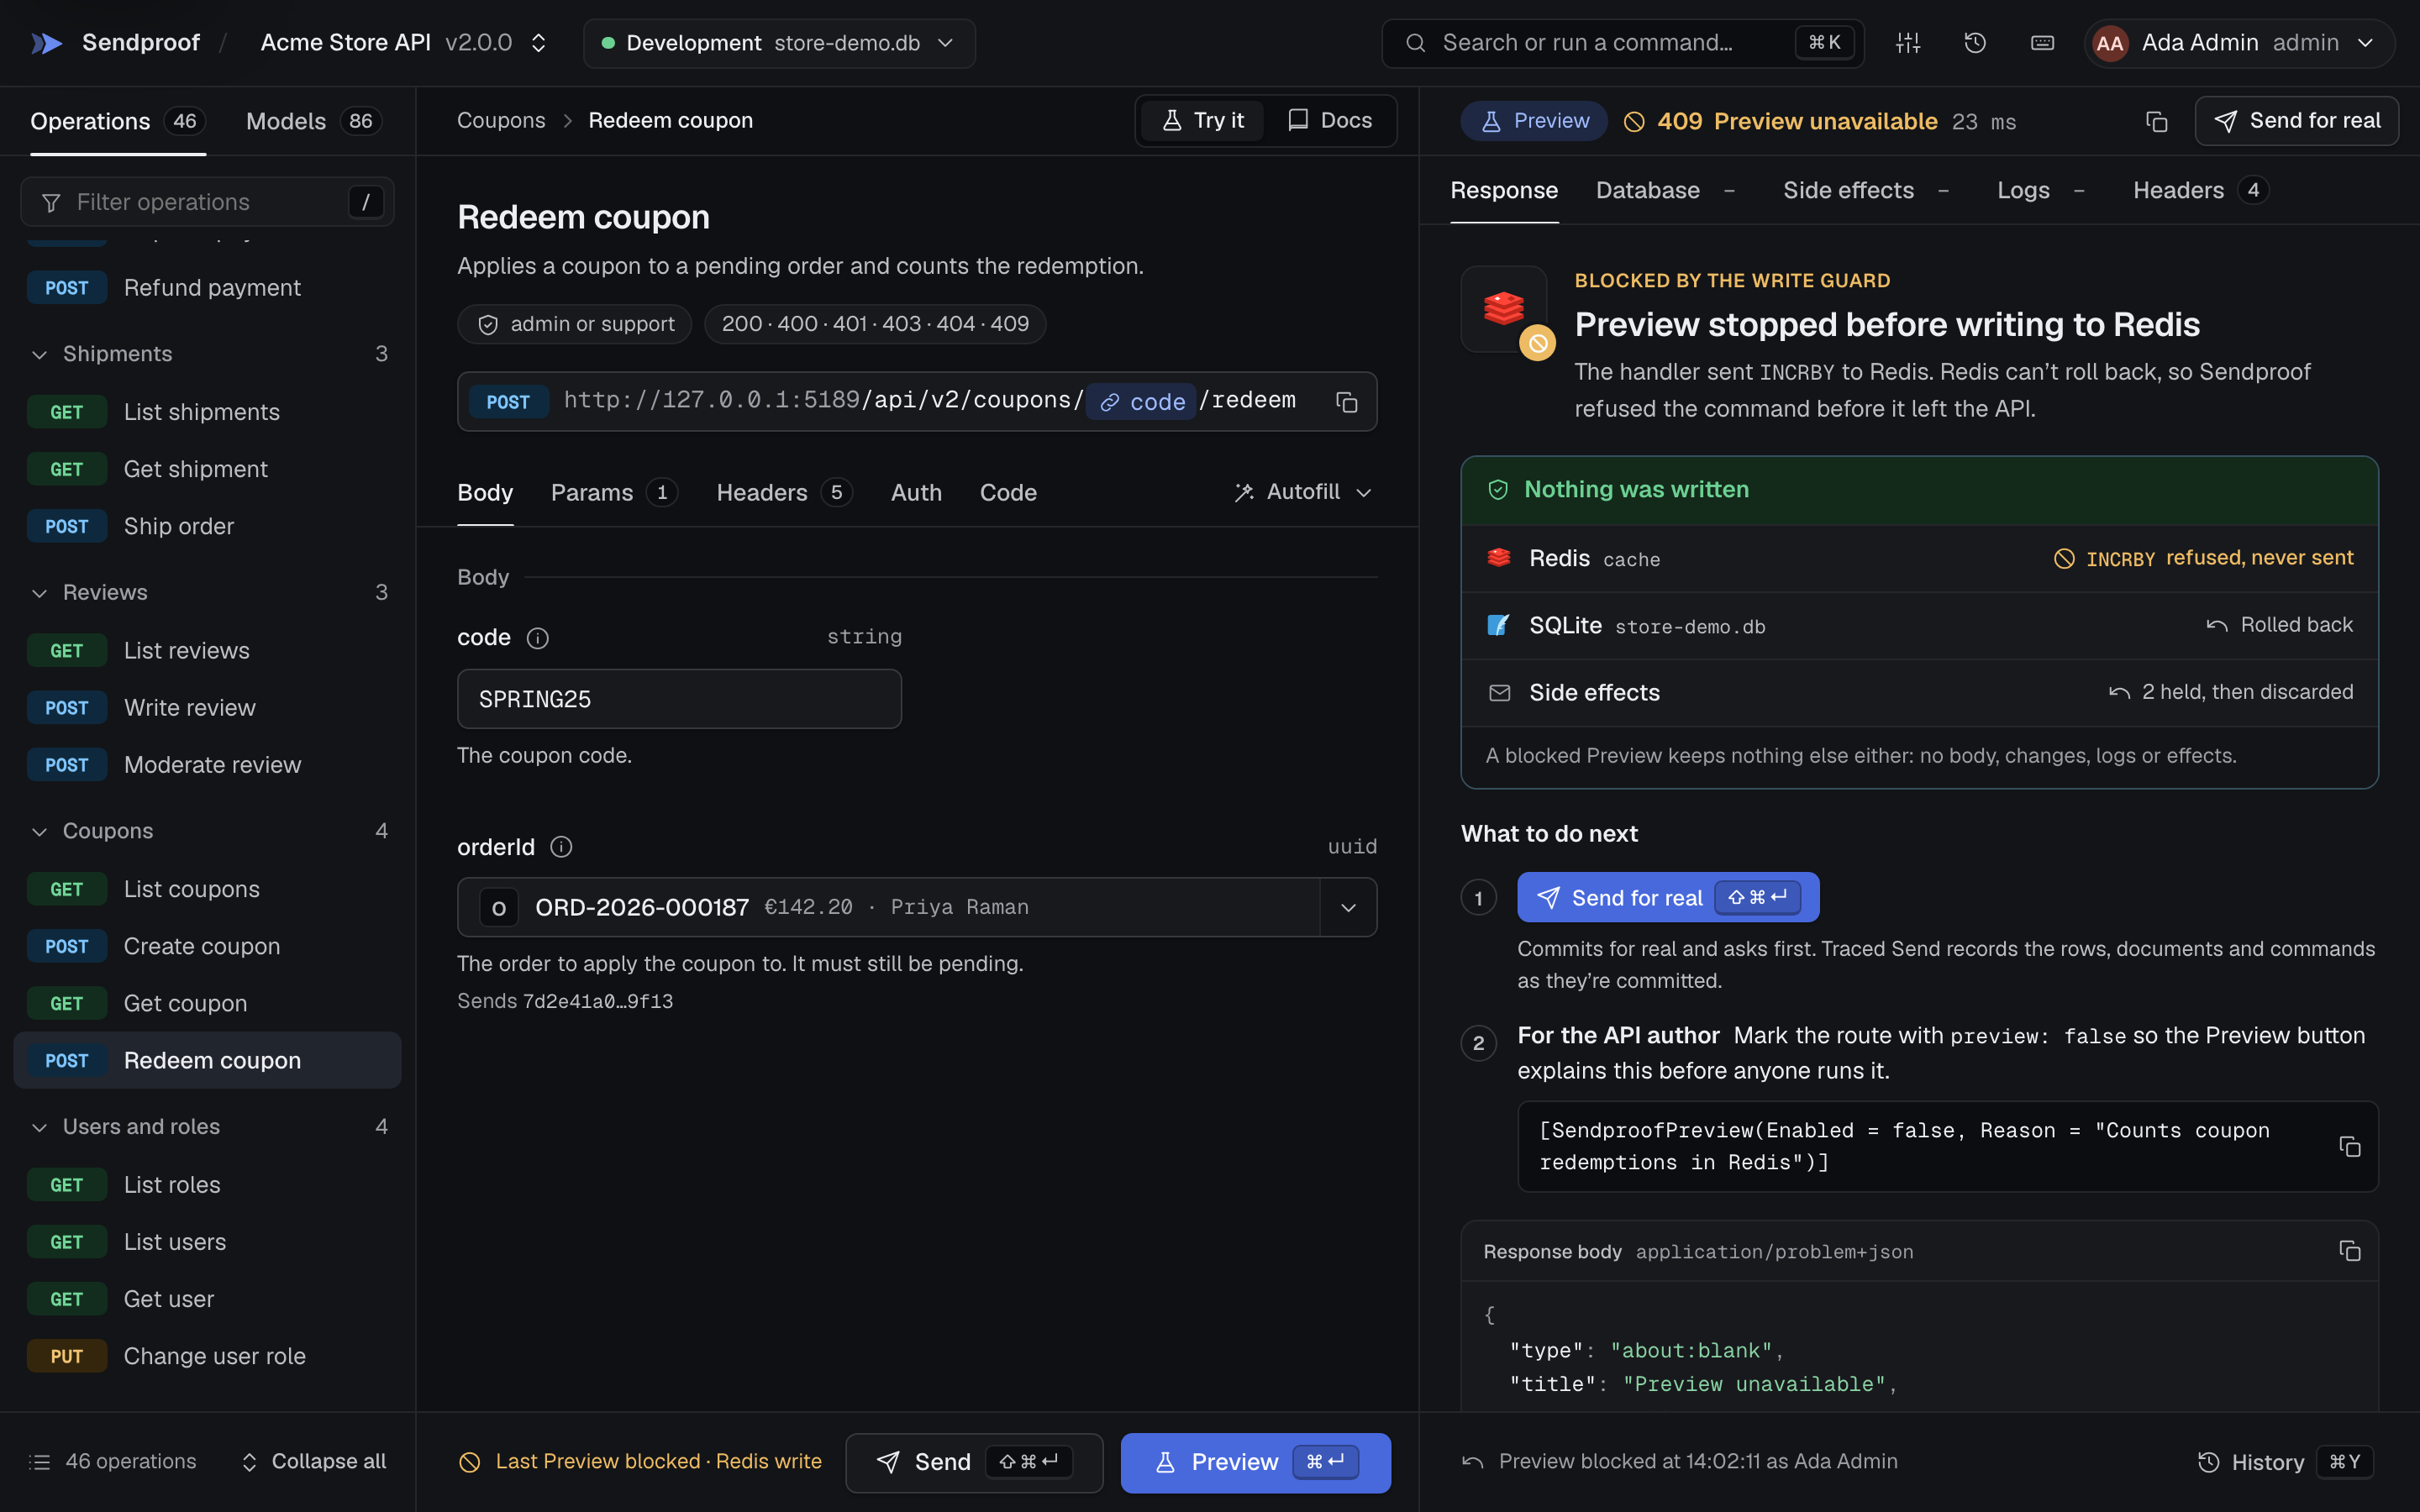 Sendproof / Acme Store API v2.0.0
Development store-demo.db
Search or run a command... ⌘K
AA Ada Admin admin
Operations 46
Models 86
Filter operations /
POST Refund payment
Shipments 3
GET List shipments
GET Get shipment
POST Ship order
Reviews 3
GET List reviews
POST Write review
POST Moderate review
Coupons 4
GET List coupons
POST Create coupon
GET Get coupon
POST Redeem coupon
Users and roles 4
GET List roles
GET List users
GET Get user
PUT Change user role
46 operations
Collapse all
Coupons > Redeem coupon
Try it
Docs
Redeem coupon
Applies a coupon to a pending order and counts the redemption.
admin or support
200 · 400 · 401 · 403 · 404 · 409
POST http://127.0.0.1:5189/api/v2/coupons/code/redeem
Body
Params 1
Headers 5
Auth
Code
Autofill
Body
code string
SPRING25
The coupon code.
orderId uuid
O ORD-2026-000187 €142.20 · Priya Raman
The order to apply the coupon to. It must still be pending.
Sends 7d2e41a0…9f13
Last Preview blocked · Redis write
Send ⇧⌘↵
Preview ⌘↵
Preview
409 Preview unavailable 23 ms
Send for real
Response
Database –
Side effects –
Logs –
Headers 4
BLOCKED BY THE WRITE GUARD
Preview stopped before writing to Redis
The handler sent INCRBY to Redis. Redis can’t roll back, so Sendproof
refused the command before it left the API.
Nothing was written
Redis cache INCRBY refused, never sent
SQLite store-demo.db Rolled back
Side effects 2 held, then discarded
A blocked Preview keeps nothing else either: no body, changes, logs or effects.
What to do next
1 Send for real ⇧⌘↵
Commits for real and asks first. Traced Send records the rows, documents and commands
as they’re committed.
2 For the API author Mark the route with preview: false so the Preview button
explains this before anyone runs it.
[SendproofPreview(Enabled = false, Reason = "Counts coupon
redemptions in Redis")]
Response body application/problem+json
{
"type": "about:blank",
"title": "Preview unavailable",
Preview blocked at 14:02:11 as Ada Admin
History ⌘Y